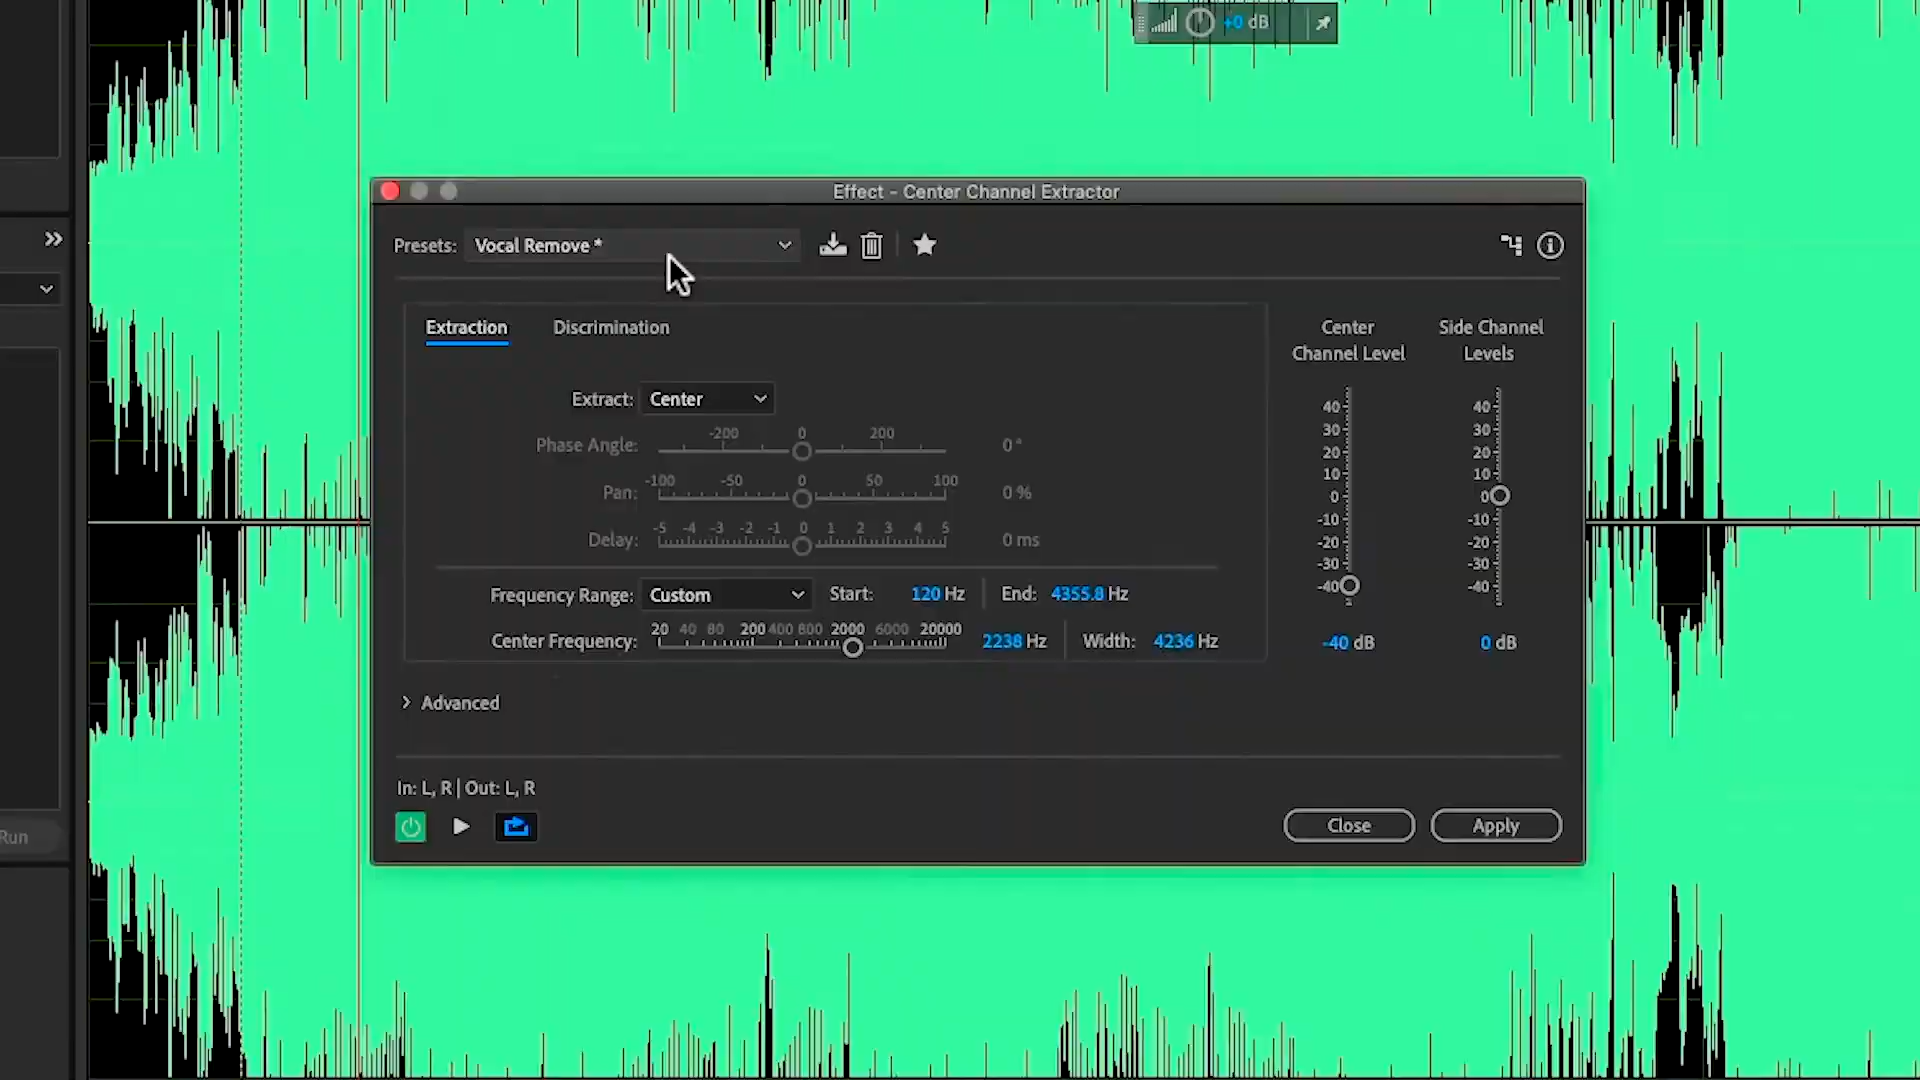 +0 dB
Effect - Center Channel Extractor
Presets: Vocal Remove *
Extraction Discrimination
Center Channel Level
Side Channel Levels
Extract: Center
Phase Angle: -200 0 200 0 °
Pan: -100 -50 0 50 100 0 %
Delay: -5 -4 -3 -2 -1 0 1 2 3 4 5 0 ms
Frequency Range: Custom Start: 120 Hz End: 4355.8 Hz
Center Frequency: 20 40 80 200 400 800 2000 6000 20000 2238 Hz Width: 4236 Hz
40 40
30 30
20 20
10 10
0 0
-10 -10
-20 -20
-30 -30
-40 -40
-40 dB 0 dB
Advanced
In: L, R | Out: L, R
Run
Close Apply